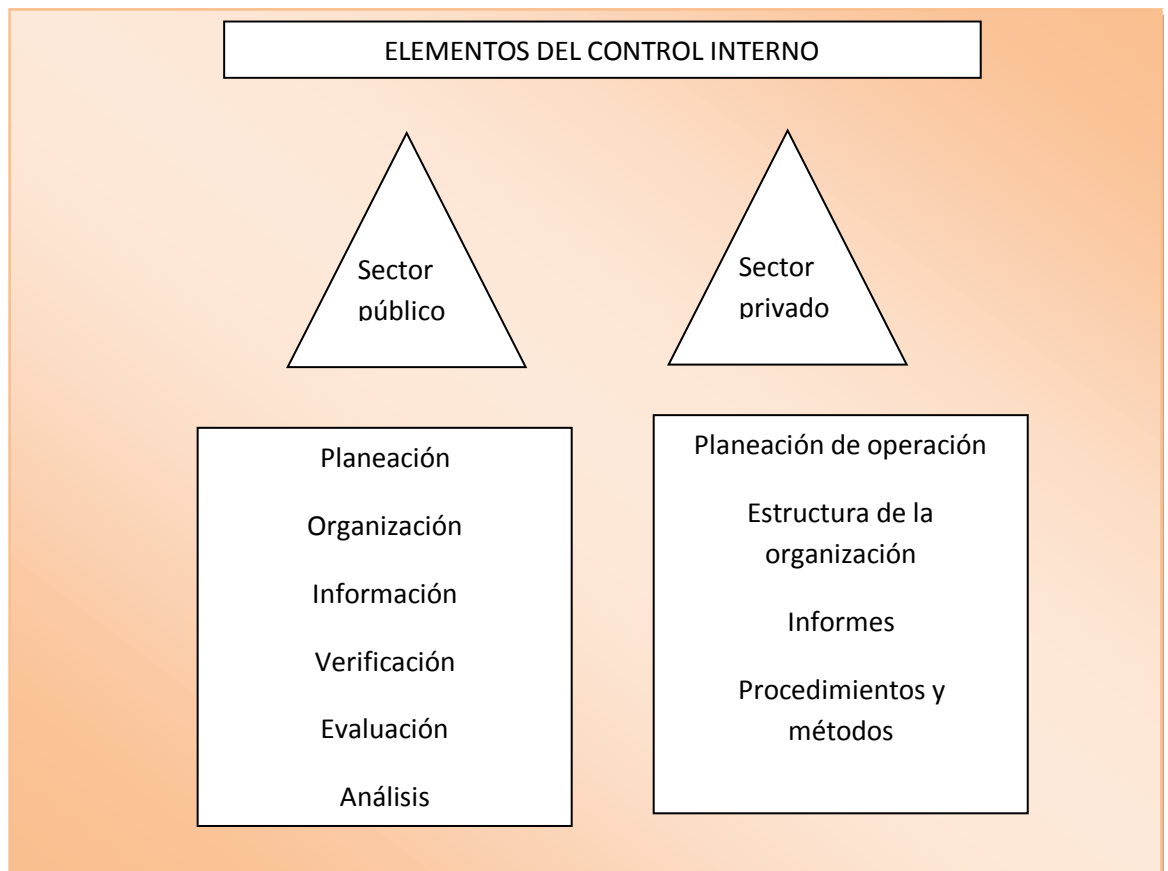 ELEMENTOS DEL CONTROL INTERNO
Sector
público
Sector
privado
Planeación
Organización
Información
Verificación
Evaluación
Análisis
Planeación de operación
Estructura de la
organización
Informes
Procedimientos y
métodos